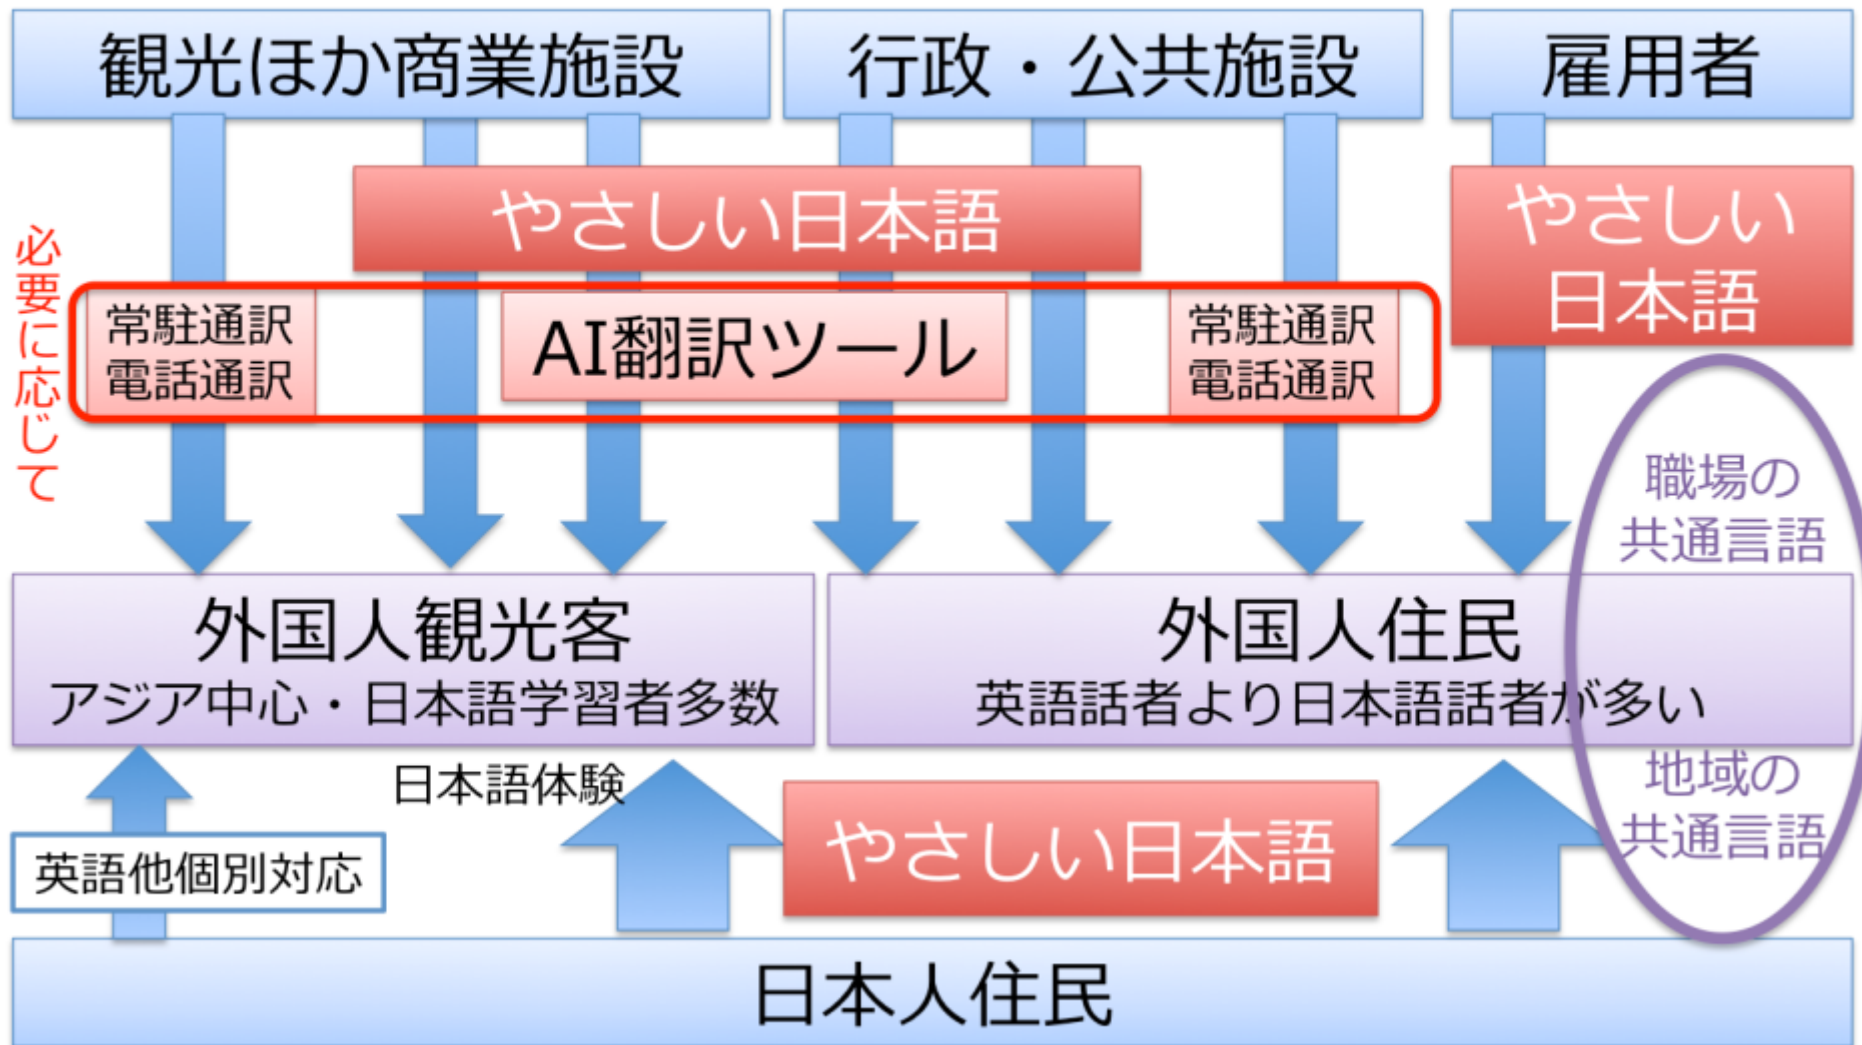 観光ほか商業施設
行政・公共施設
雇用者
やさしい日本語
やさしい
日本語
必要に応じて
常駐通訳
電話通訳
AI翻訳ツール
常駐通訳
電話通訳
職場の
共通言語
外国人観光客
アジア中心・日本語学習者多数
外国人住民
英語話者より日本語話者が多い
日本語体験
地域の
共通言語
英語他個別対応
やさしい日本語
日本人住民